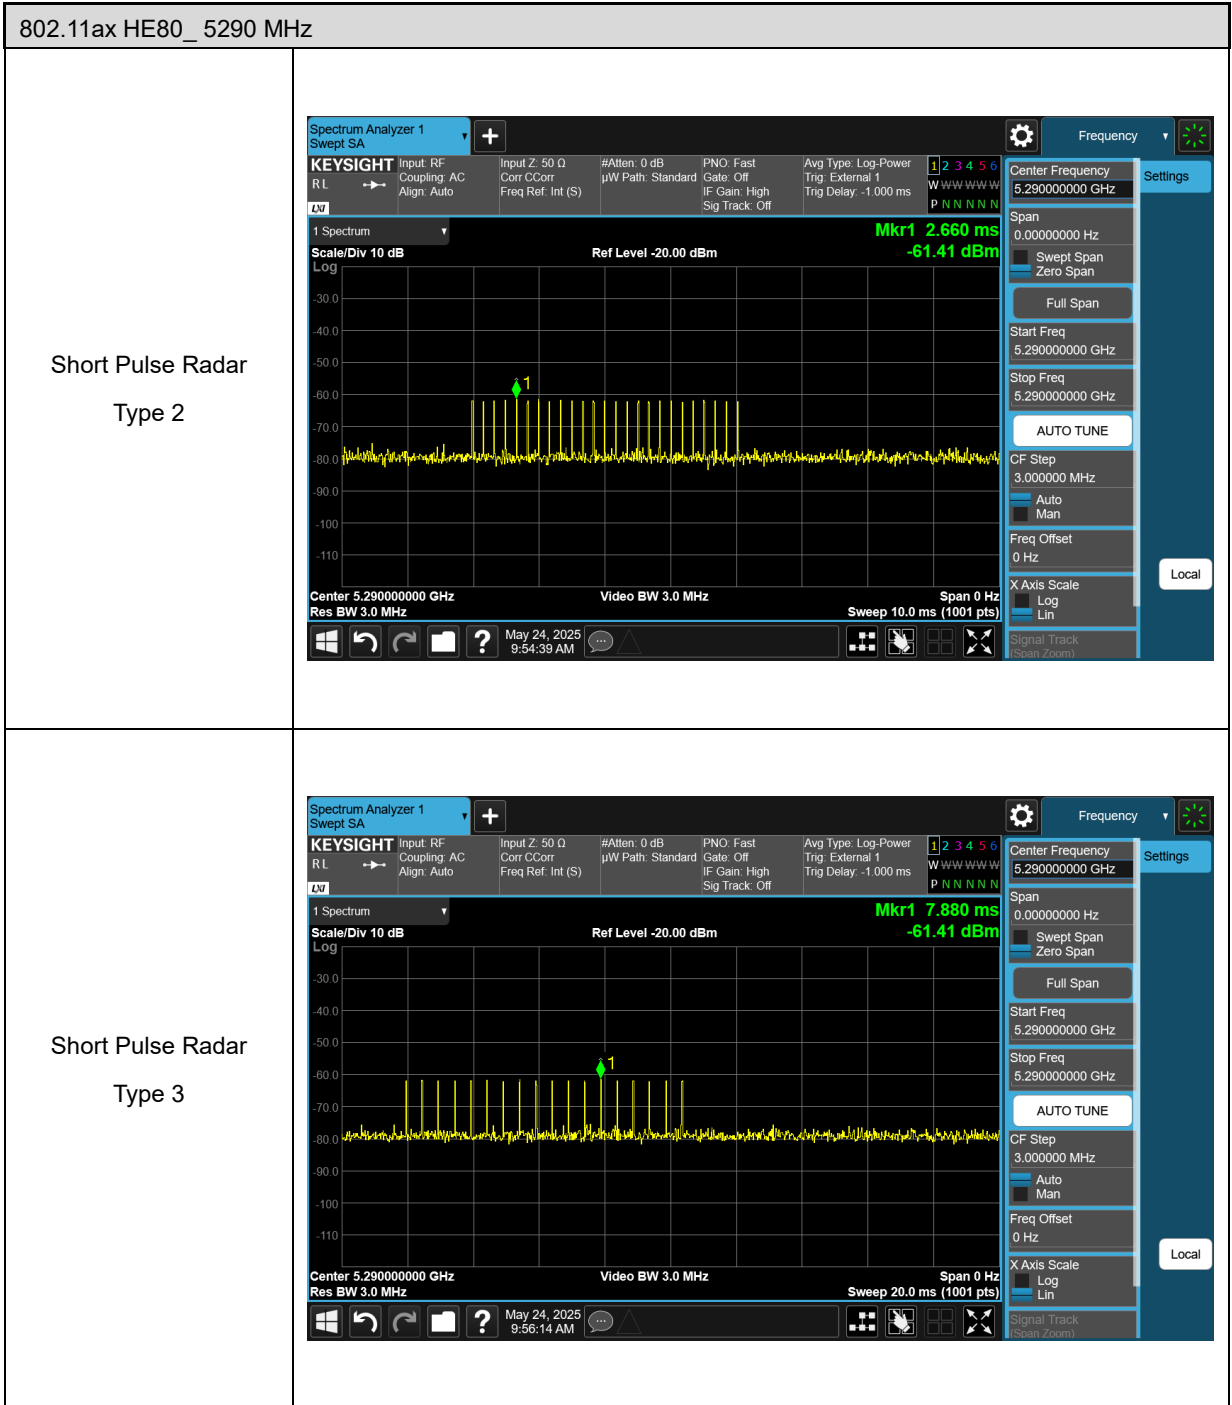 802.11ax HE80_ 5290 MHz
Short Pulse Radar
Type 2
Spectrum Analyzer 1
Swept SA
Frequency
KEYSIGHT
R L
LXI
Input: RF
Coupling: AC
Align: Auto
Input Z: 50 Ω
Corr CCorr
Freq Ref: Int (S)
#Atten: 0 dB
µW Path: Standard
PNO: Fast
Gate: Off
IF Gain: High
Sig Track: Off
Avg Type: Log-Power
Trig: External 1
Trig Delay: -1.000 ms
1 2 3 4 5 6
W W W W W W
P N N N N N
1 Spectrum
Mkr1 2.660 ms
-61.41 dBm
Scale/Div 10 dB
Ref Level -20.00 dBm
Log
-30.0
-40.0
-50.0
-60.0
-70.0
-80.0
-90.0
-100
-110
1
Center 5.290000000 GHz
Video BW 3.0 MHz
Span 0 Hz
Res BW 3.0 MHz
Sweep 10.0 ms (1001 pts)
May 24, 2025
9:54:39 AM
Center Frequency
5.290000000 GHz
Settings
Span
0.00000000 Hz
Swept Span
Zero Span
Full Span
Start Freq
5.290000000 GHz
Stop Freq
5.290000000 GHz
AUTO TUNE
CF Step
3.000000 MHz
Auto
Man
Freq Offset
0 Hz
X Axis Scale
Log
Lin
Signal Track
(Span Zoom)
Local
Short Pulse Radar
Type 3
Spectrum Analyzer 1
Swept SA
Frequency
KEYSIGHT
R L
LXI
Input: RF
Coupling: AC
Align: Auto
Input Z: 50 Ω
Corr CCorr
Freq Ref: Int (S)
#Atten: 0 dB
µW Path: Standard
PNO: Fast
Gate: Off
IF Gain: High
Sig Track: Off
Avg Type: Log-Power
Trig: External 1
Trig Delay: -1.000 ms
1 2 3 4 5 6
W W W W W W
P N N N N N
1 Spectrum
Mkr1 7.880 ms
-61.41 dBm
Scale/Div 10 dB
Ref Level -20.00 dBm
Log
-30.0
-40.0
-50.0
-60.0
-70.0
-80.0
-90.0
-100
-110
1
Center 5.290000000 GHz
Video BW 3.0 MHz
Span 0 Hz
Res BW 3.0 MHz
Sweep 20.0 ms (1001 pts)
May 24, 2025
9:56:14 AM
Center Frequency
5.290000000 GHz
Settings
Span
0.00000000 Hz
Swept Span
Zero Span
Full Span
Start Freq
5.290000000 GHz
Stop Freq
5.290000000 GHz
AUTO TUNE
CF Step
3.000000 MHz
Auto
Man
Freq Offset
0 Hz
X Axis Scale
Log
Lin
Signal Track
(Span Zoom)
Local